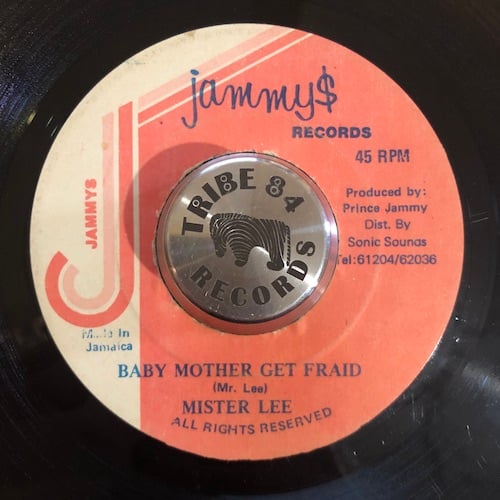 jammy$
RECORDS
45 RPM
JAMMYS
TRIBE 84
RECORDS
Produced by:
Prince Jammy
Dist. By
Sonic Sounds
Tel:61204/62036
Made In
Jamaica
BABY MOTHER GET FRAID
(Mr. Lee)
MISTER LEE
ALL RIGHTS RESERVED